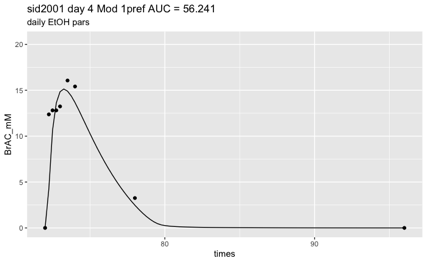 sid2001 day 4 Mod 1pref AUC = 56.241
daily EtOH pars
20
15
10
5
0
BrAC_mM
80 90
times